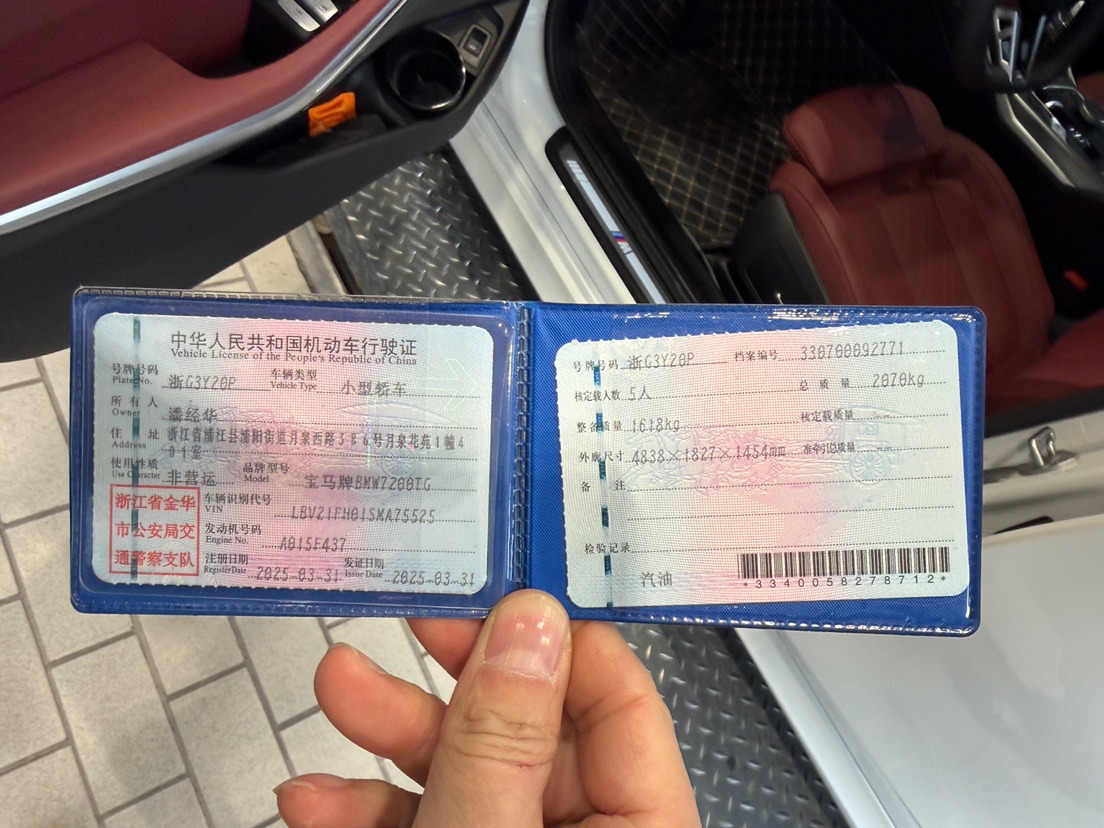 中华人民共和国机动车行驶证
Vehicle License of the People's Republic of China
号牌号码 浙G3Y20P 车辆类型 小型轿车
Plate No. Vehicle Type
所有人 潘经华
Owner
住址 浙江省浦江县浦阳街道月泉西路386号月泉花苑1幢4
Address 01室
使用性质 非营运 品牌型号 宝马牌BMW7200TG
Use Character Model
浙江省金华
市公安局交
通警察支队
车辆识别代号 LBV21FH01SMA75525
VIN
发动机号码 A015F437
Engine No.
注册日期 2025-03-31 发证日期 2025-03-31
Register Date Issue Date
号牌号码 浙G3Y20P 档案编号 330700092771
核定载人数 5人 总质量 2070kg
整备质量 1618kg 核定载质量 --
外廓尺寸 4838×1827×1454mm 准牵引总质量 --
备注
检验记录
汽油
*3340058278712*